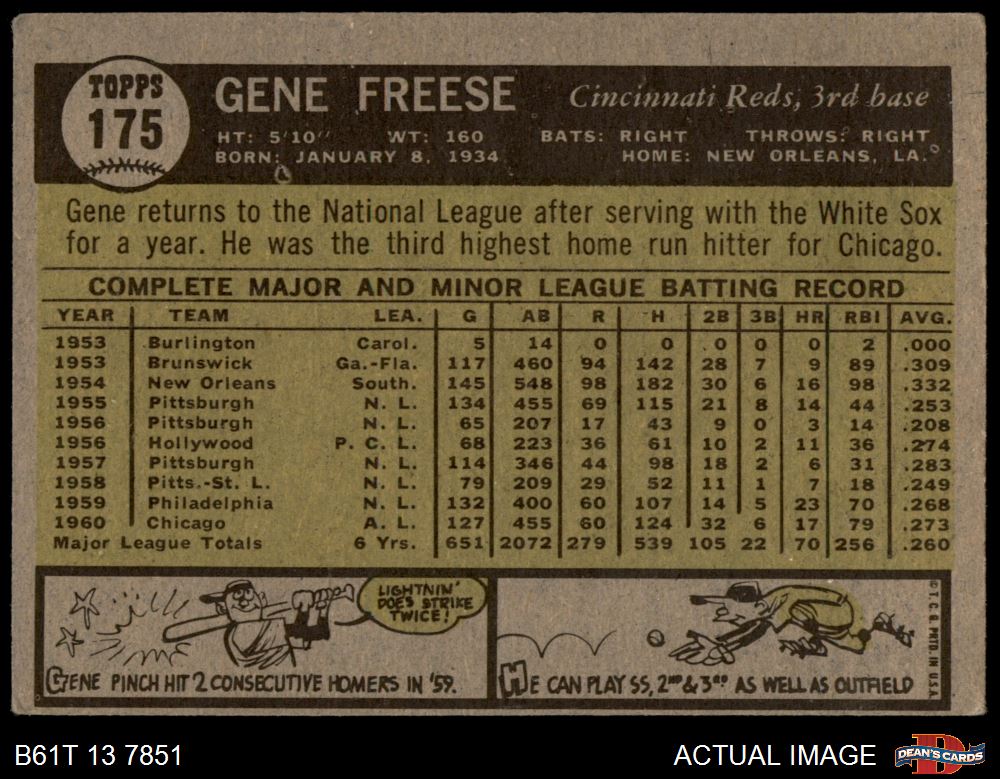 TOPPS
175
GENE FREESE
Cincinnati Reds, 3rd base
HT: 5'10" WT: 160 BATS: RIGHT THROWS: RIGHT
BORN: JANUARY 8, 1934 HOME: NEW ORLEANS, LA.
Gene returns to the National League after serving with the White Sox
for a year. He was the third highest home run hitter for Chicago.
COMPLETE MAJOR AND MINOR LEAGUE BATTING RECORD
YEAR TEAM LEA. G AB R H 2B 3B HR RBI AVG.
1953 Burlington Carol. 5 14 0 0 0 0 0 2 .000
1953 Brunswick Ga.-Fla. 117 460 94 142 28 7 9 89 .309
1954 New Orleans South. 145 548 98 182 30 6 16 98 .332
1955 Pittsburgh N. L. 134 455 69 115 21 8 14 44 .253
1956 Pittsburgh N. L. 65 207 17 43 9 0 3 14 .208
1956 Hollywood P. C. L. 68 223 36 61 10 2 11 36 .274
1957 Pittsburgh N. L. 114 346 44 98 18 2 6 31 .283
1958 Pitts.-St. L. N. L. 79 209 29 52 11 1 7 18 .249
1959 Philadelphia N. L. 132 400 60 107 14 5 23 70 .268
1960 Chicago A. L. 127 455 60 124 32 6 17 79 .273
Major League Totals 6 Yrs. 651 2072 279 539 105 22 70 256 .260
LIGHTNIN'
DOES STRIKE
TWICE!
GENE PINCH HIT 2 CONSECUTIVE HOMERS IN '59.
HE CAN PLAY SS, 2ND & 3RD AS WELL AS OUTFIELD
© T. C. G. PRTD. IN U.S.A.
B61T 13 7851
ACTUAL IMAGE
D
DEAN'S CARDS